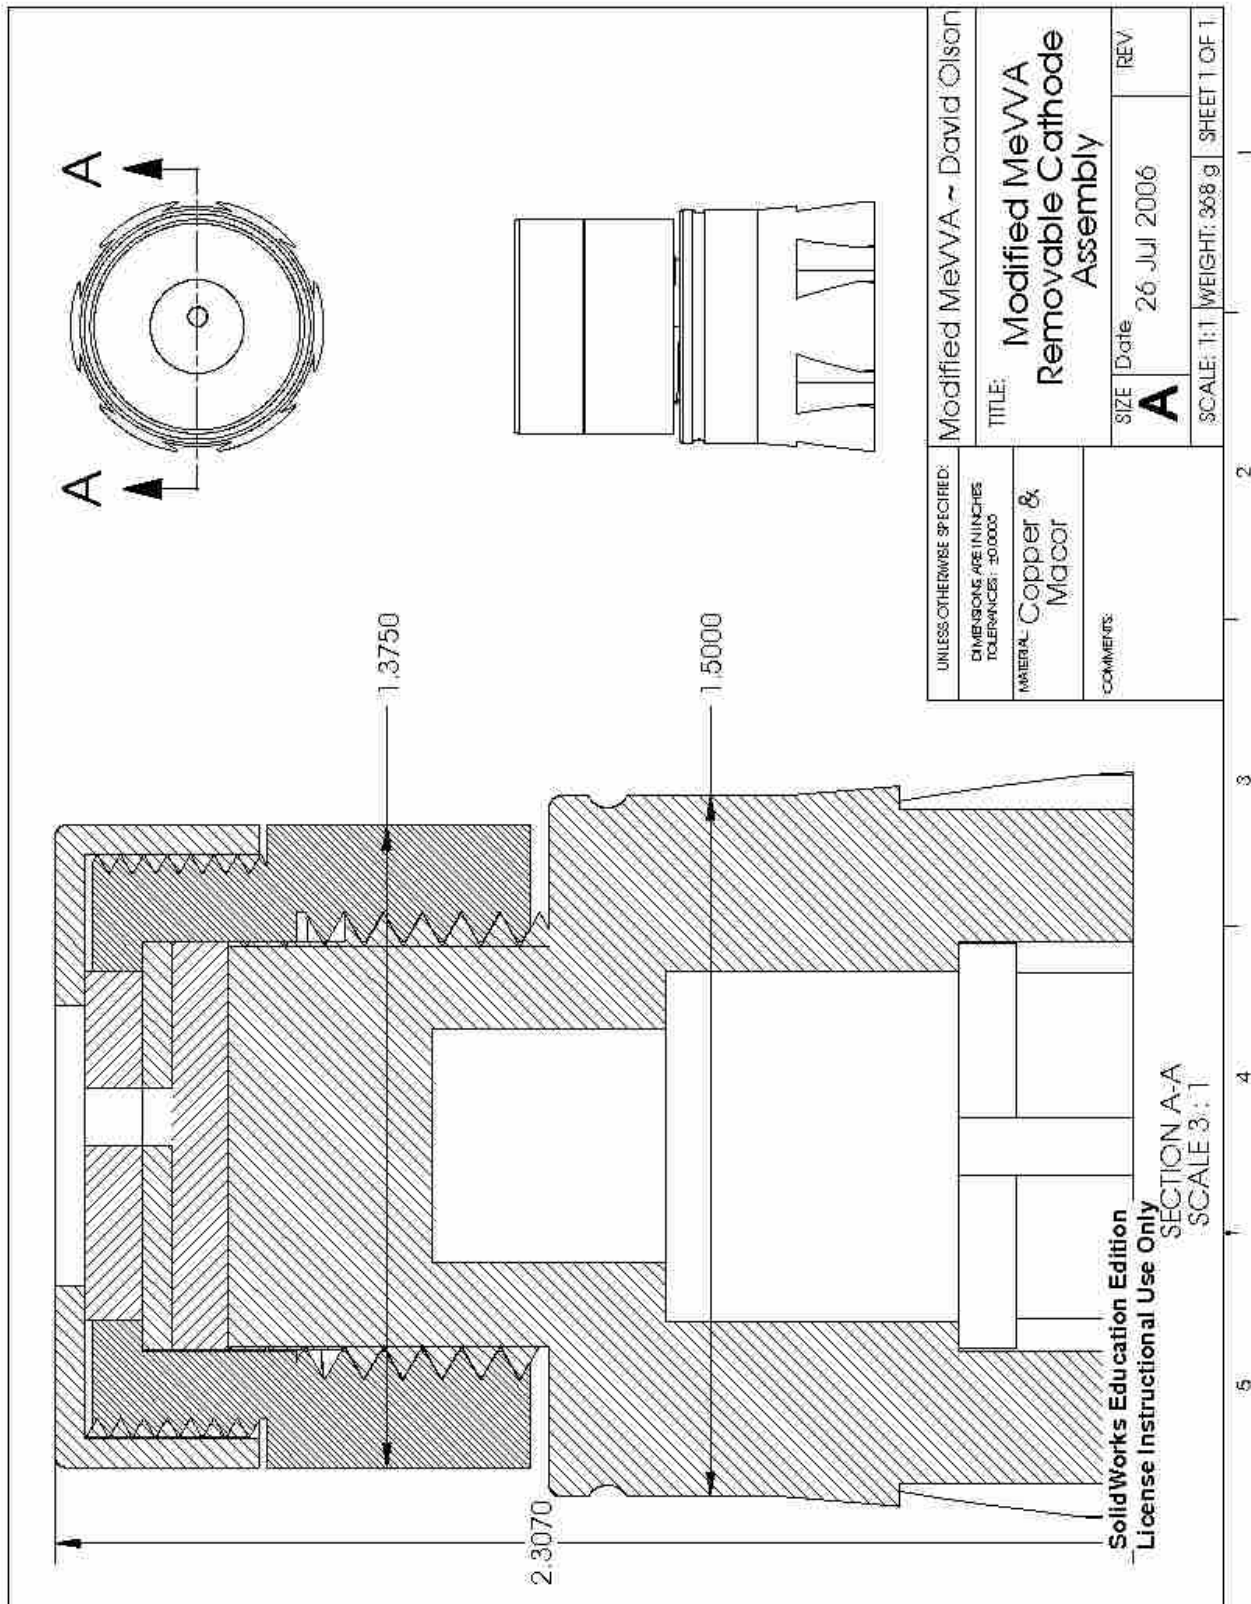 A
A
1.3750
1.5000
2.3070
SECTION A-A
SCALE 3 : 1
SolidWorks Education Edition
License Instructional Use Only
UNLESS OTHERWISE SPECIFIED:
DIMENSIONS ARE IN INCHES
TOLERANCES: ±0.0005
MATERIAL: Copper &
Macor
COMMENTS:
Modified MeVVA ~ David Olson
TITLE:
Modified MeVVA
Removable Cathode
Assembly
SIZE
A
Date
26 Jul 2006
REV
SCALE: 1:1
WEIGHT: 368 g
SHEET 1 OF 1
5
4
3
2
1